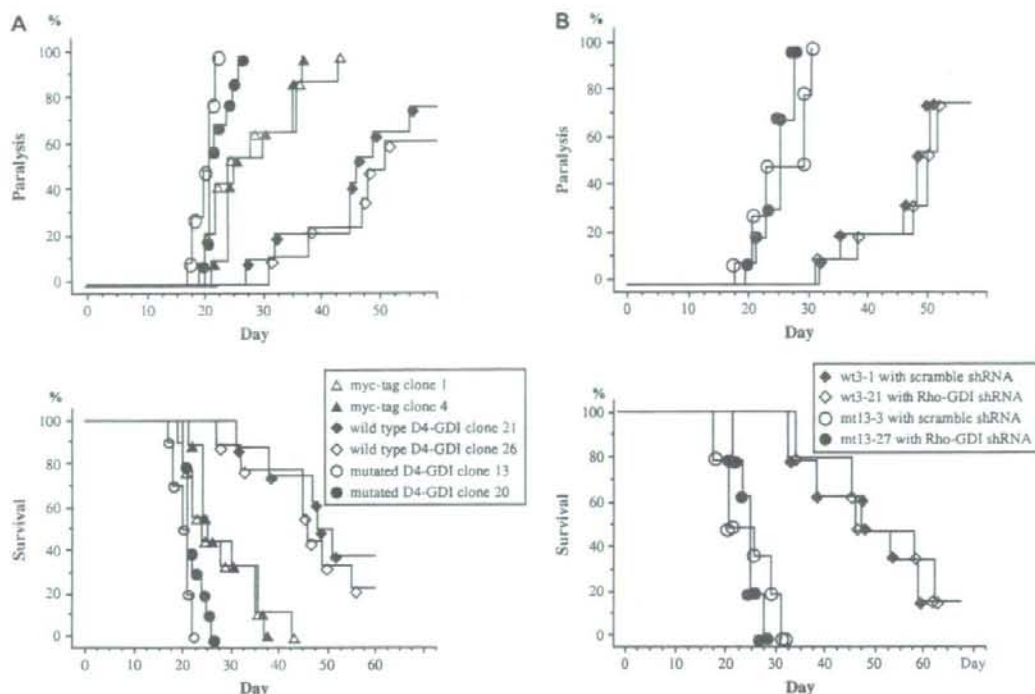 A
%
100
80
60
40
20
0
Paralysis
0 10 20 30 40 50
Day
B
%
100
80
60
40
20
0
Paralysis
0 10 20 30 40 50
Day
%
100
80
60
40
20
0
Survival
0 10 20 30 40 50 60
Day
myc-tag clone 1
myc-tag clone 4
wild type D4-GDI clone 21
wild type D4-GDI clone 26
mutated D4-GDI clone 13
mutated D4-GDI clone 20
%
100
80
60
40
20
0
Survival
0 10 20 30 40 50 60 Day
Day
wt3-1 with scramble shRNA
wt3-21 with Rho-GDI shRNA
mt13-3 with scramble shRNA
mt13-27 with Rho-GDI shRNA